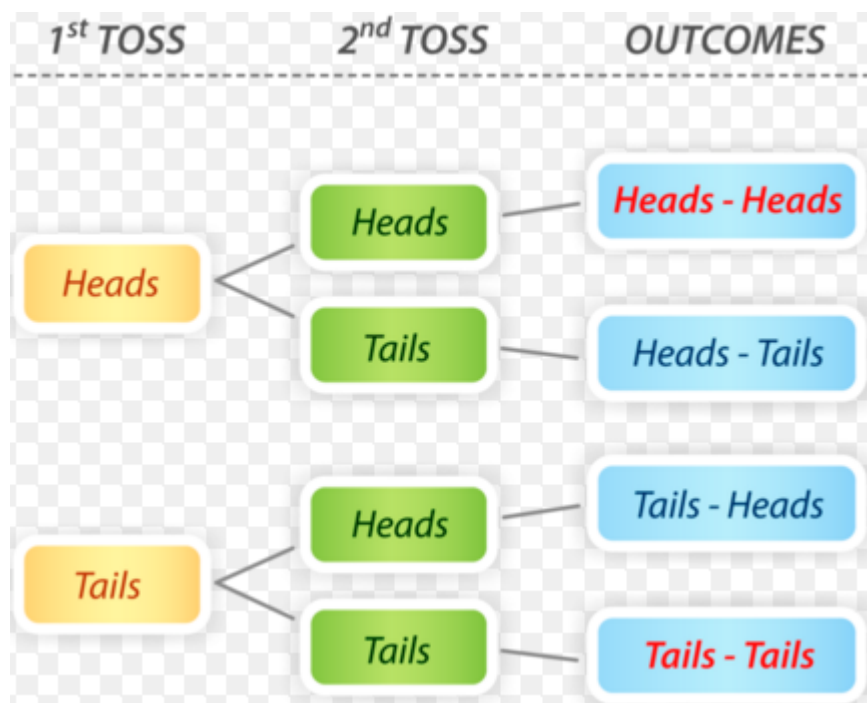 1st TOSS 2nd TOSS OUTCOMES
Heads - Heads
Heads
Heads
Tails
Heads - Tails
Tails - Heads
Heads
Tails
Tails
Tails - Tails